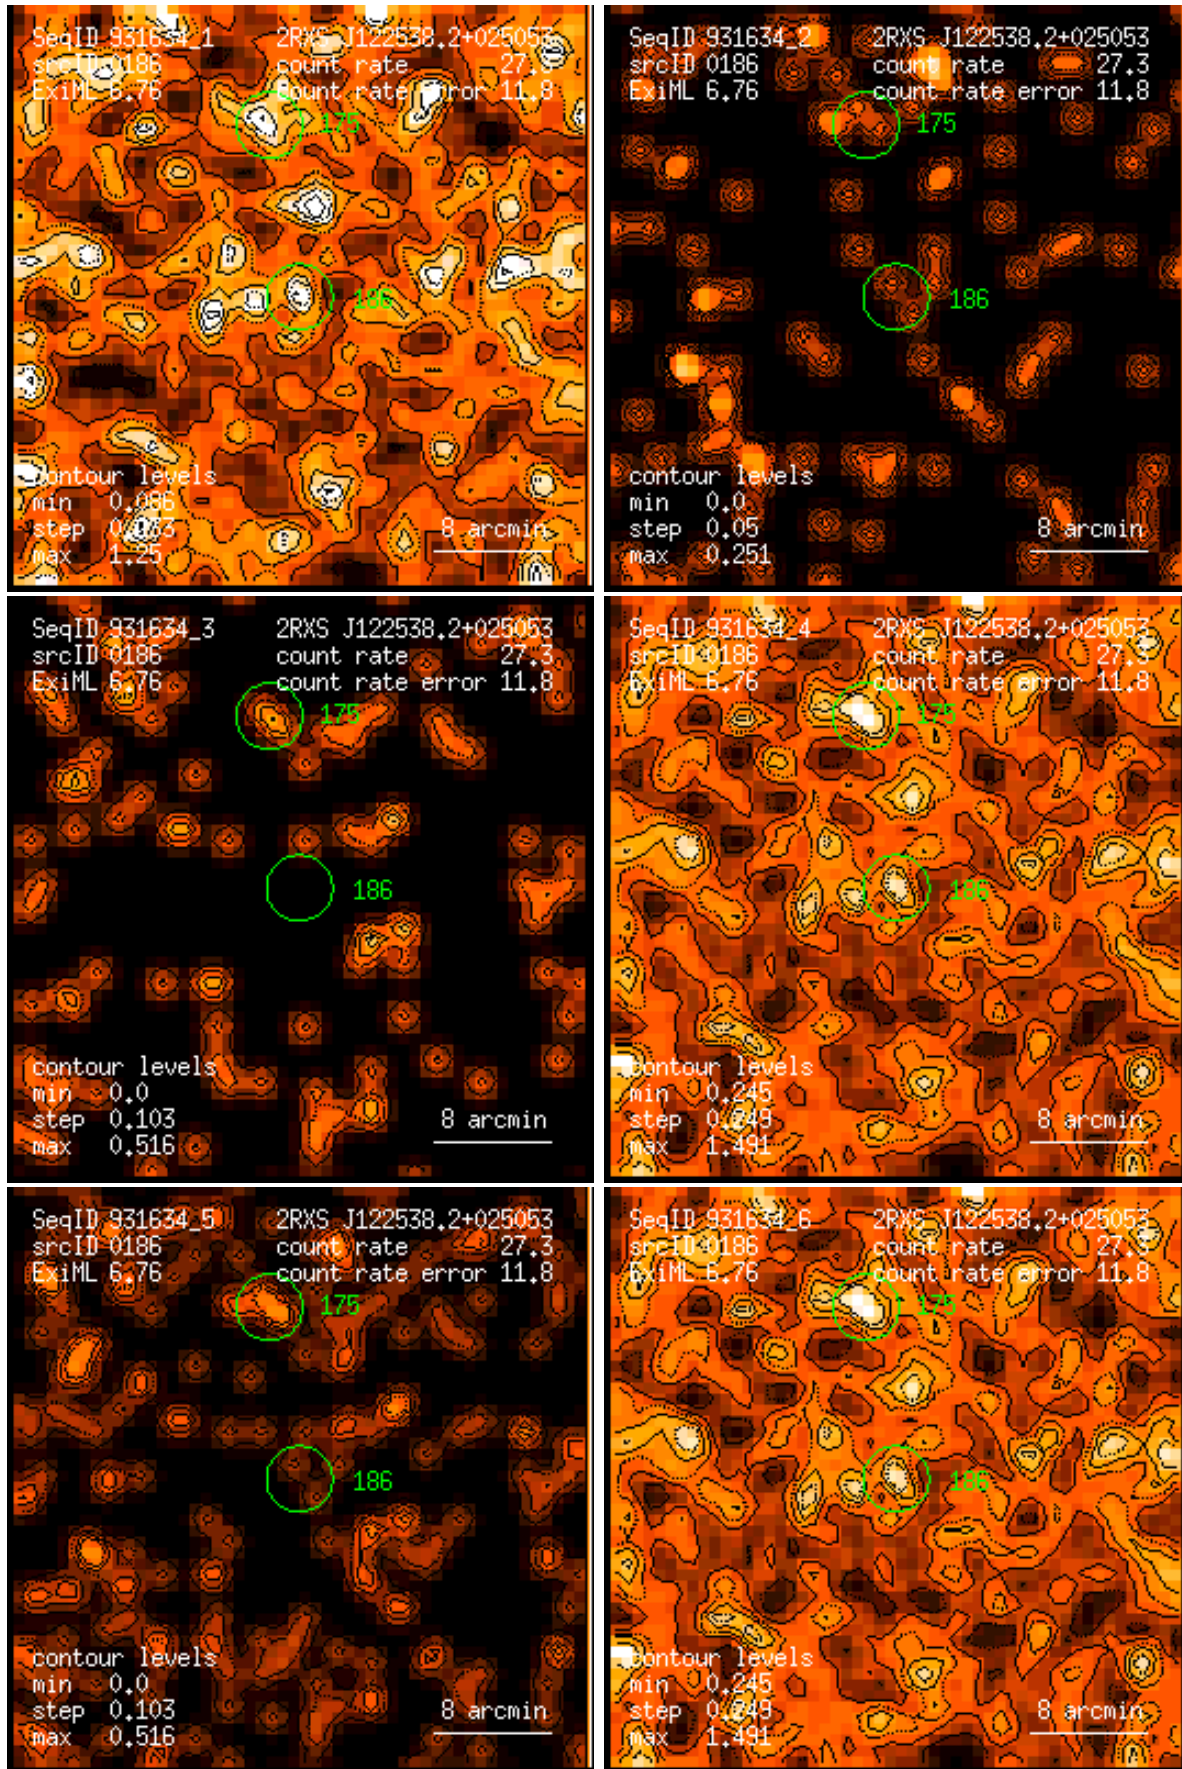 SeqID 931634_1 2RXS J122538.2+025053
srcID 0186 count rate 27.3
ExiML 6.76 count rate error 11.8
175
186
contour levels
min 0.086
step 0.233
max 1.25
8 arcmin
SeqID 931634_2 2RXS J122538.2+025053
srcID 0186 count rate 27.3
ExiML 6.76 count rate error 11.8
175
186
contour levels
min 0.0
step 0.05
max 0.251
8 arcmin
SeqID 931634_3 2RXS J122538.2+025053
srcID 0186 count rate 27.3
ExiML 6.76 count rate error 11.8
175
186
contour levels
min 0.0
step 0.103
max 0.516
8 arcmin
SeqID 931634_4 2RXS J122538.2+025053
srcID 0186 count rate 27.3
ExiML 6.76 count rate error 11.8
175
186
contour levels
min 0.245
step 0.249
max 1.491
8 arcmin
SeqID 931634_5 2RXS J122538.2+025053
srcID 0186 count rate 27.3
ExiML 6.76 count rate error 11.8
175
186
contour levels
min 0.0
step 0.103
max 0.516
8 arcmin
SeqID 931634_6 2RXS J122538.2+025053
srcID 0186 count rate 27.3
ExiML 6.76 count rate error 11.8
175
186
contour levels
min 0.245
step 0.249
max 1.491
8 arcmin